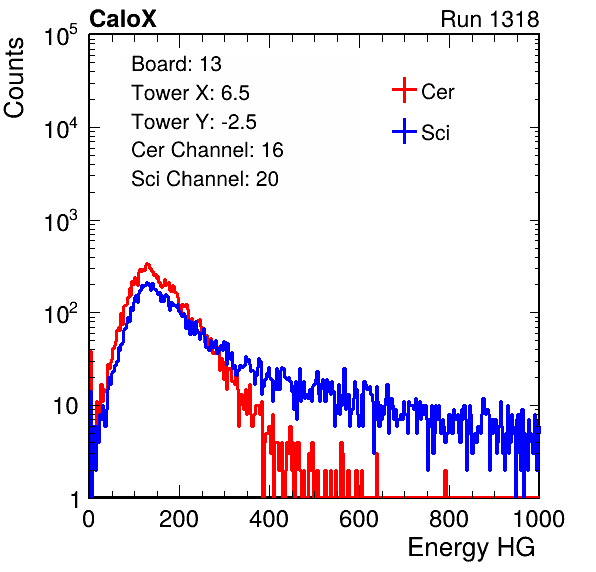 CaloX Run 1318
Counts
10^5
10^4
10^3
10^2
10
1
Board: 13
Tower X: 6.5
Tower Y: -2.5
Cer Channel: 16
Sci Channel: 20
Cer
Sci
0 200 400 600 800 1000
Energy HG